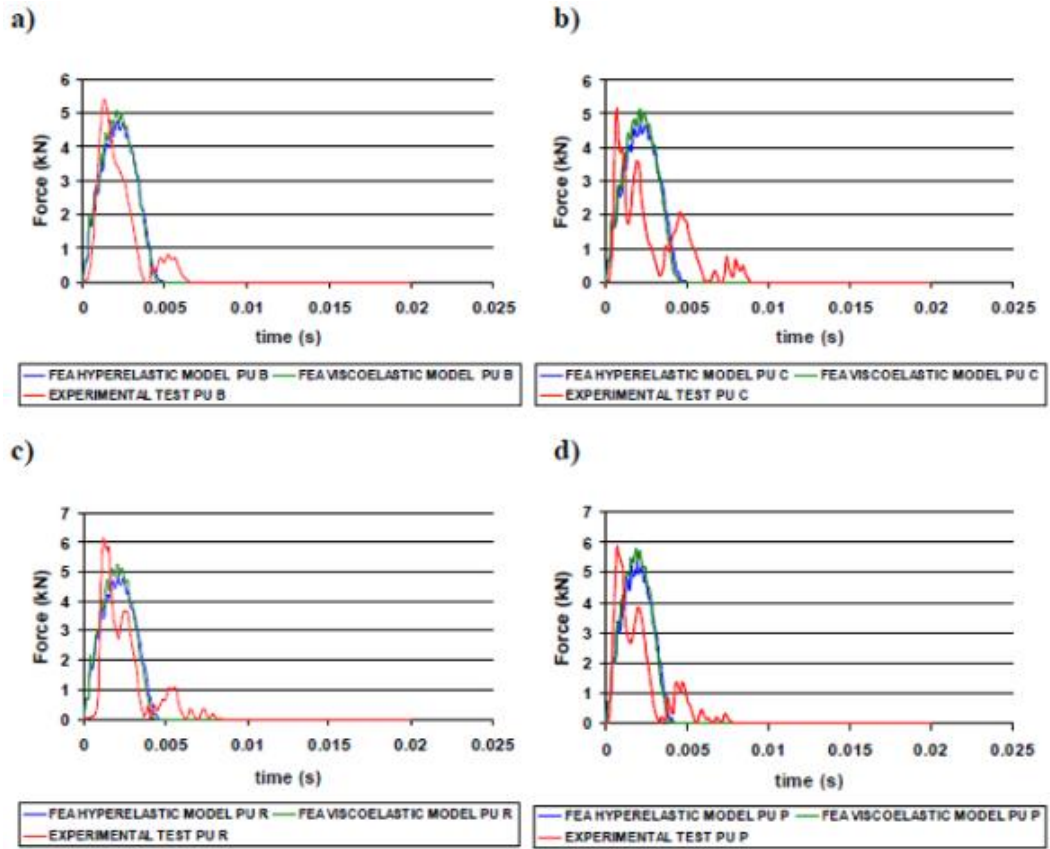 a)
6
5
4
3
2
1
0
Force (kN)
0 0.005 0.01 0.015 0.02 0.025
time (s)
FEA HYPERELASTIC MODEL PU B FEA VISCOELASTIC MODEL PU B
EXPERIMENTAL TEST PU B
b)
6
5
4
3
2
1
0
Force (kN)
0 0.005 0.01 0.015 0.02 0.025
time (s)
FEA HYPERELASTIC MODEL PU C FEA VISCOELASTIC MODEL PU C
EXPERIMENTAL TEST PU C
c)
7
6
5
4
3
2
1
0
Force (kN)
0 0.005 0.01 0.015 0.02 0.025
time (s)
FEA HYPERELASTIC MODEL PU R FEA VISCOELASTIC MODEL PU R
EXPERIMENTAL TEST PU R
d)
7
6
5
4
3
2
1
0
Force (kN)
0 0.005 0.01 0.015 0.02 0.025
time (s)
FEA HYPERELASTIC MODEL PU P FEA VISCOELASTIC MODEL PU P
EXPERIMENTAL TEST PU P